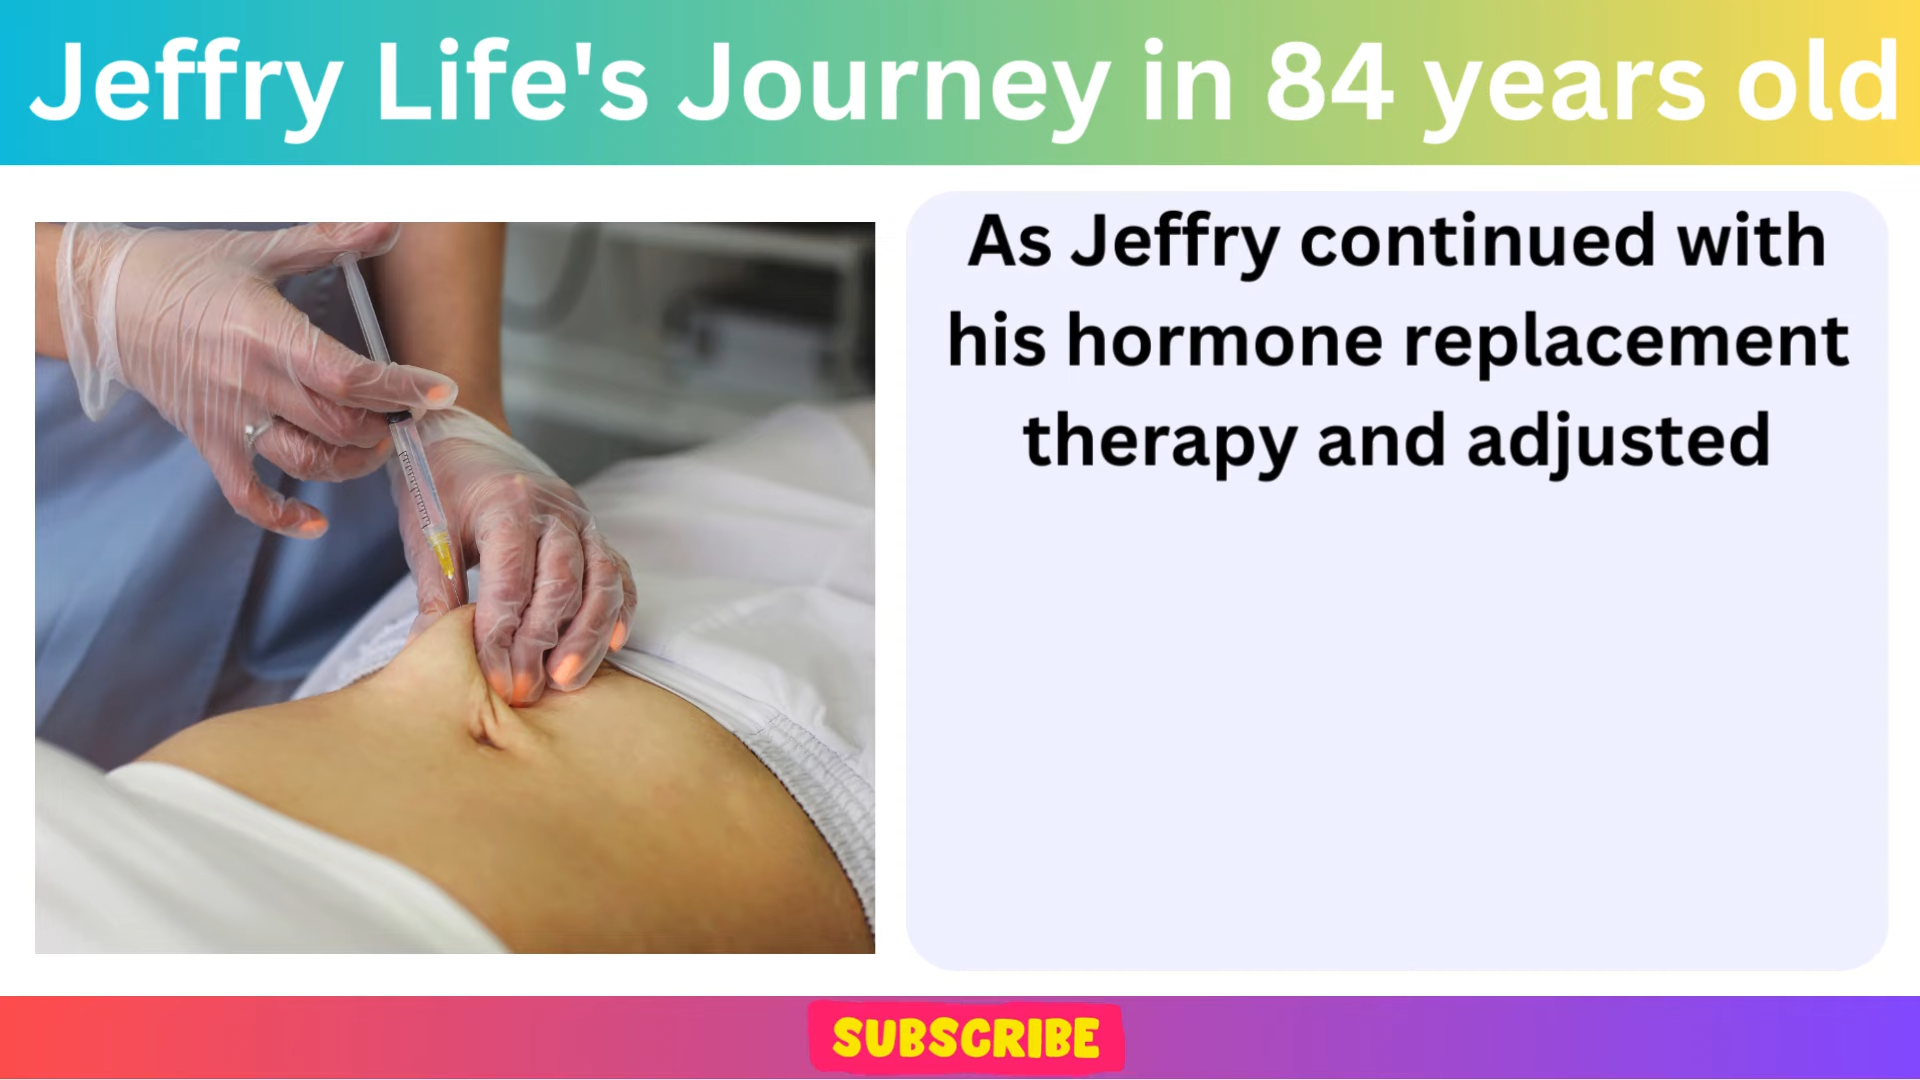 Jeffry Life's Journey in 84 years old
As Jeffry continued with
his hormone replacement
therapy and adjusted
SUBSCRIBE